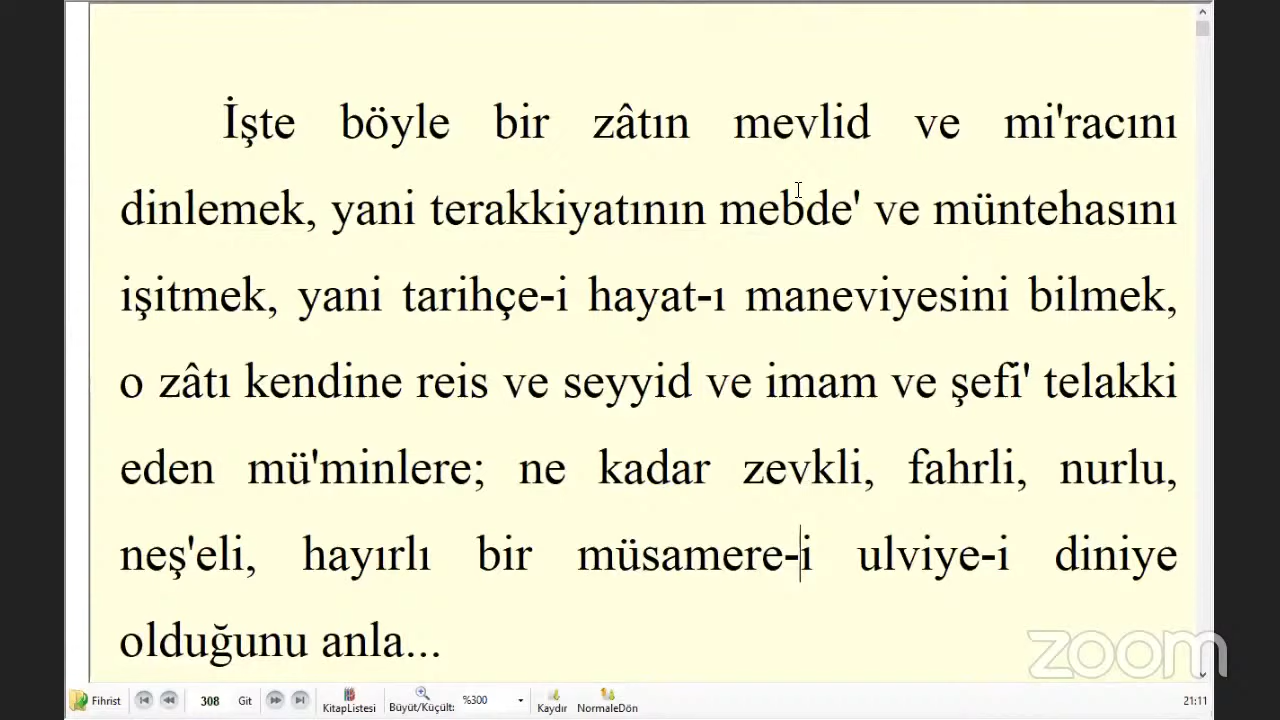 İşte böyle bir zâtın mevlid ve mi'racını
dinlemek, yani terakkiyatının mebde' ve müntehasını
işitmek, yani tarihçe-i hayat-ı maneviyesini bilmek,
o zâtı kendine reis ve seyyid ve imam ve şefi' telakki
eden mü'minlere; ne kadar zevkli, fahrli, nurlu,
neş'eli, hayırlı bir müsamere-i ulviye-i diniye
olduğunu anla...
zoom
Fihrist 308 Git KitapListesi Büyüt/Küçült: %300 Kaydır NormaleDön 21:11